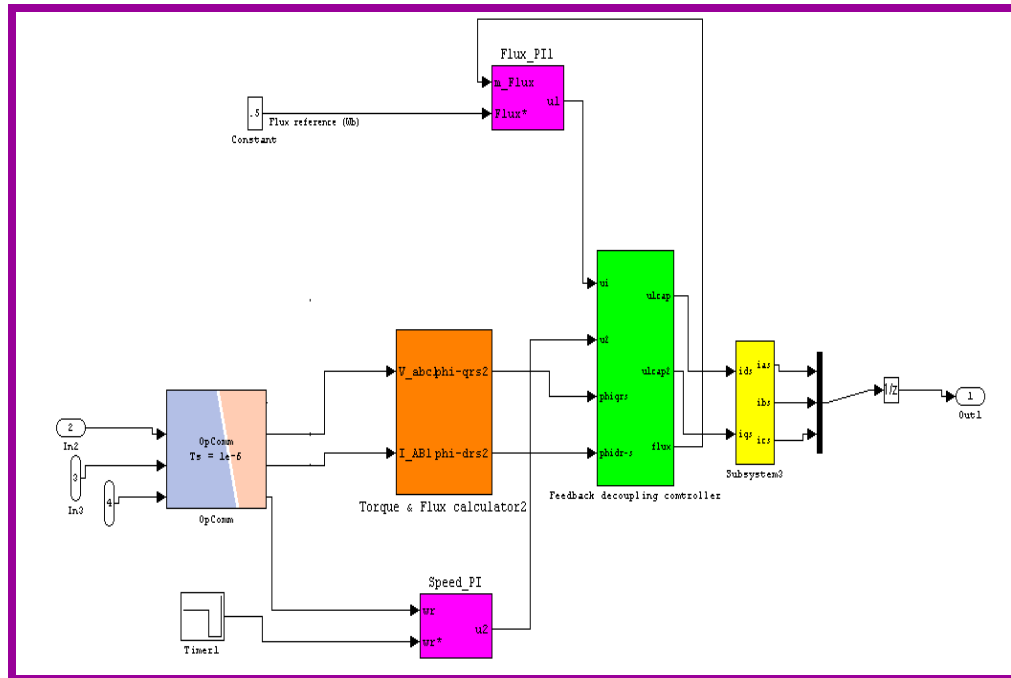 Flux_PI1
m_Flux
u1
Flux*
.5
Flux reference (Wb)
Constant
ui
u1cap
u2
V_abc1
phi-qrs2
u1cap2
phiqrs
ids
ias
ibs
iqs
ics
1/z
1
Out1
2
In2
OpComm
Ts = 1e-6
3
In3
4
OpComm
I_AB1
phi-drs2
flux
phidr-s
Subsystem3
Feedback decoupling comtroller
Torque & Flux calculator2
Speed_PI
wr
u2
wr*
Timer1